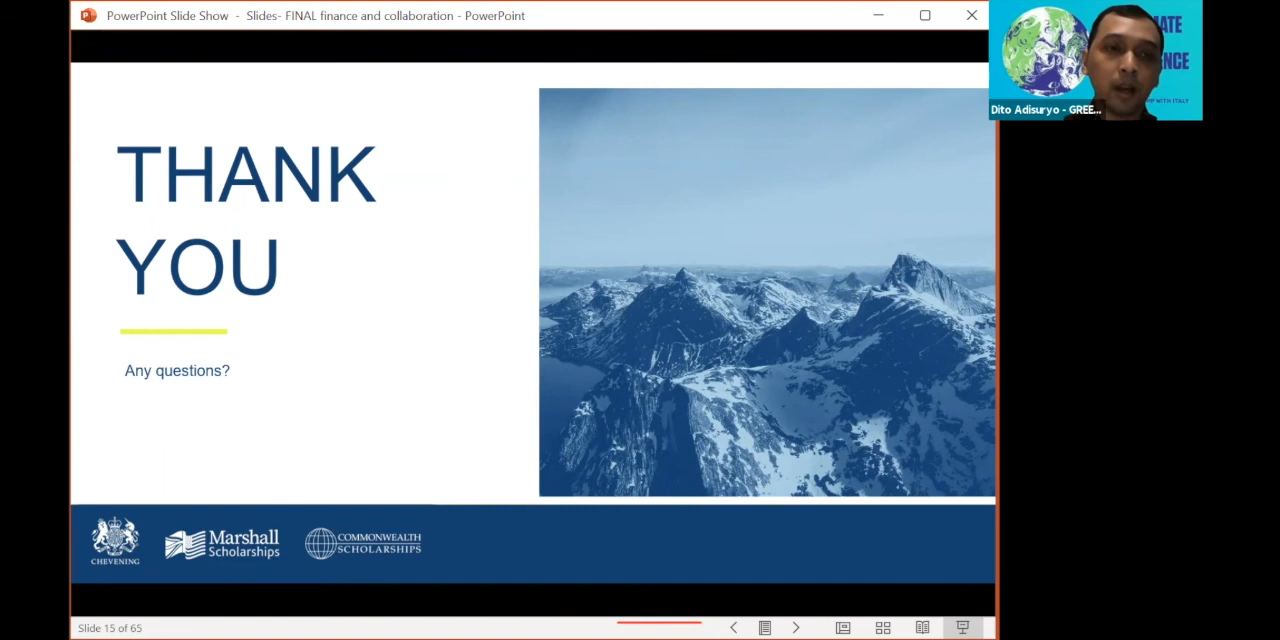 PowerPoint Slide Show - Slides- FINAL finance and collaboration - PowerPoint
THANK
YOU
Any questions?
CHEVENING
Marshall
Scholarships
COMMONWEALTH
SCHOLARSHIPS
Slide 15 of 65
Dito Adisuryo - GREE...